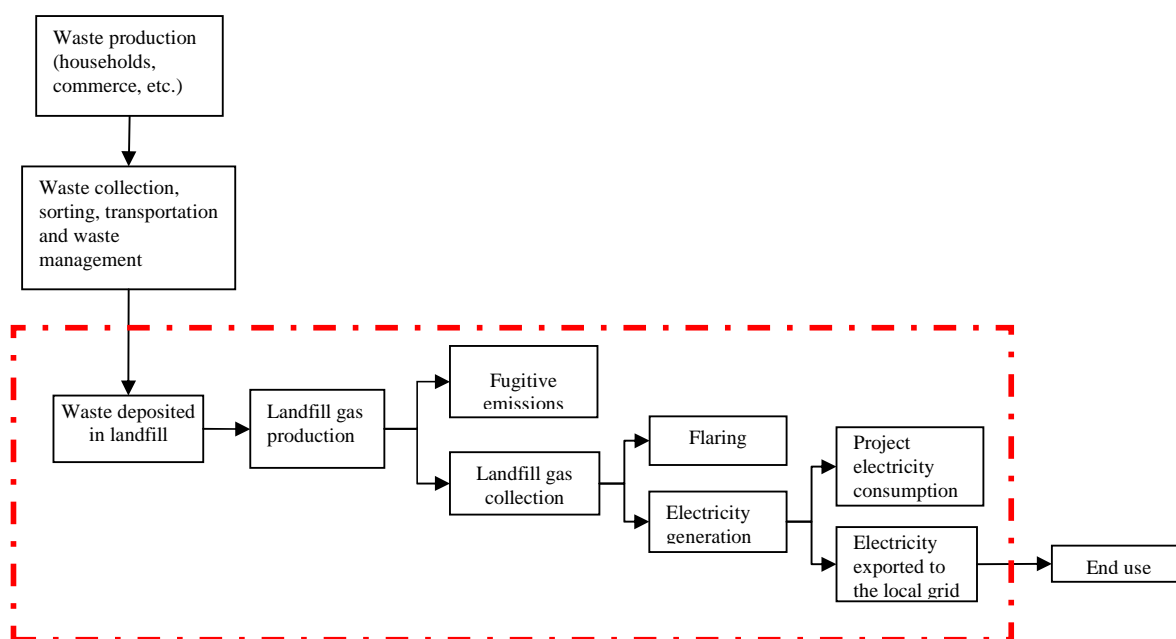 Waste production
(households,
commerce, etc.)
Waste collection,
sorting, transportation
and waste
management
Waste deposited
in landfill
Landfill gas
production
Fugitive
emissions
Landfill gas
collection
Flaring
Electricity
generation
Project
electricity
consumption
Electricity
exported to
the local grid
End use